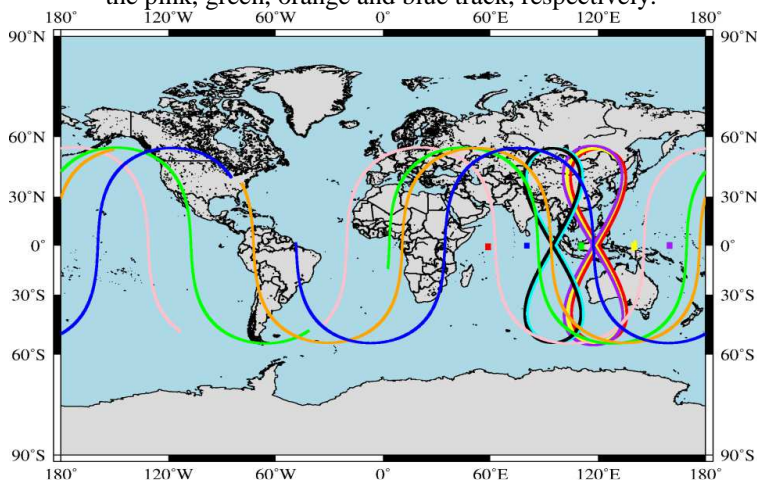 the pink, green, orange and blue track, respectively.
180° 120°W 60°W 0° 60°E 120°E 180°
90°N 90°N
60°N 60°N
30°N 30°N
0° 0°
30°S 30°S
60°S 60°S
90°S 90°S
180° 120°W 60°W 0° 60°E 120°E 180°